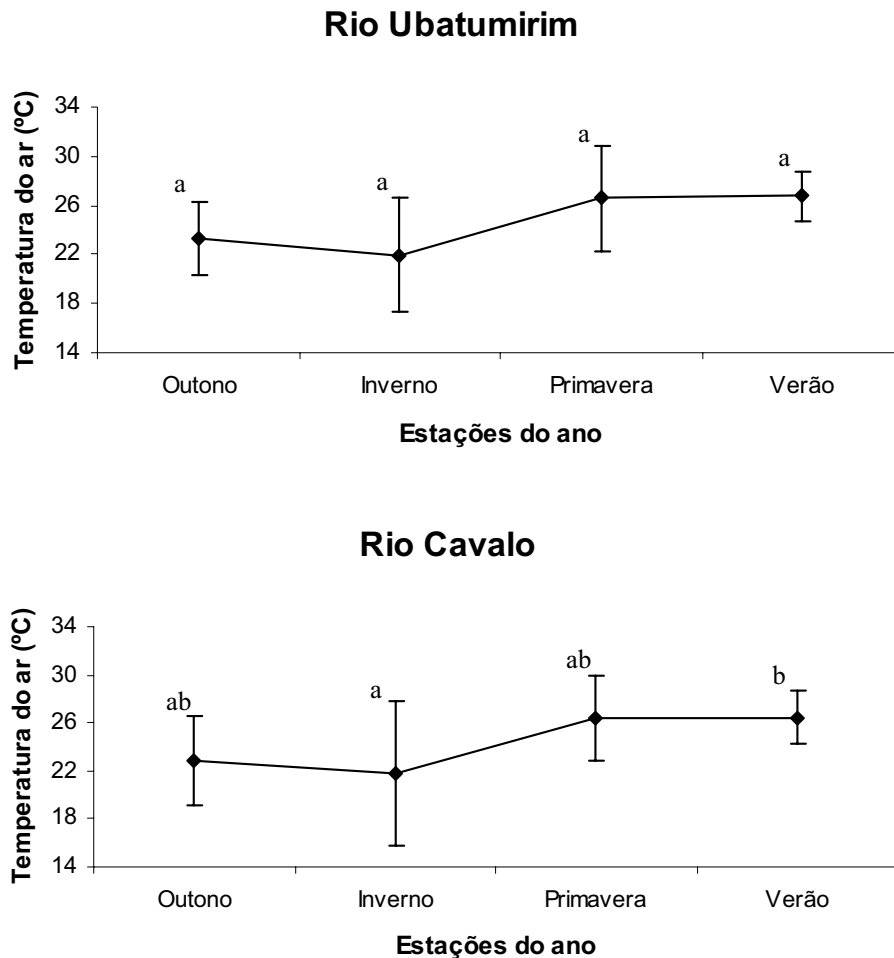 Rio Ubatumirim
Temperatura do ar (ºC)
34
30
26
22
18
14
a
a
a
a
Outono Inverno Primavera Verão
Estações do ano
Rio Cavalo
Temperatura do ar (ºC)
34
30
26
22
18
14
ab
a
ab
b
Outono Inverno Primavera Verão
Estações do ano